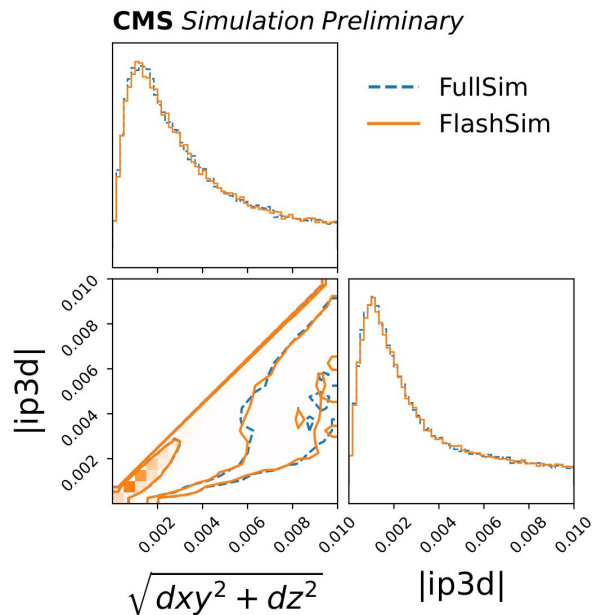 CMS Simulation Preliminary
FullSim
FlashSim
|ip3d|
0.010
0.008
0.006
0.004
0.002
0.002 0.004 0.006 0.008 0.010
0.002 0.004 0.006 0.008 0.010
√dxy² + dz²
|ip3d|